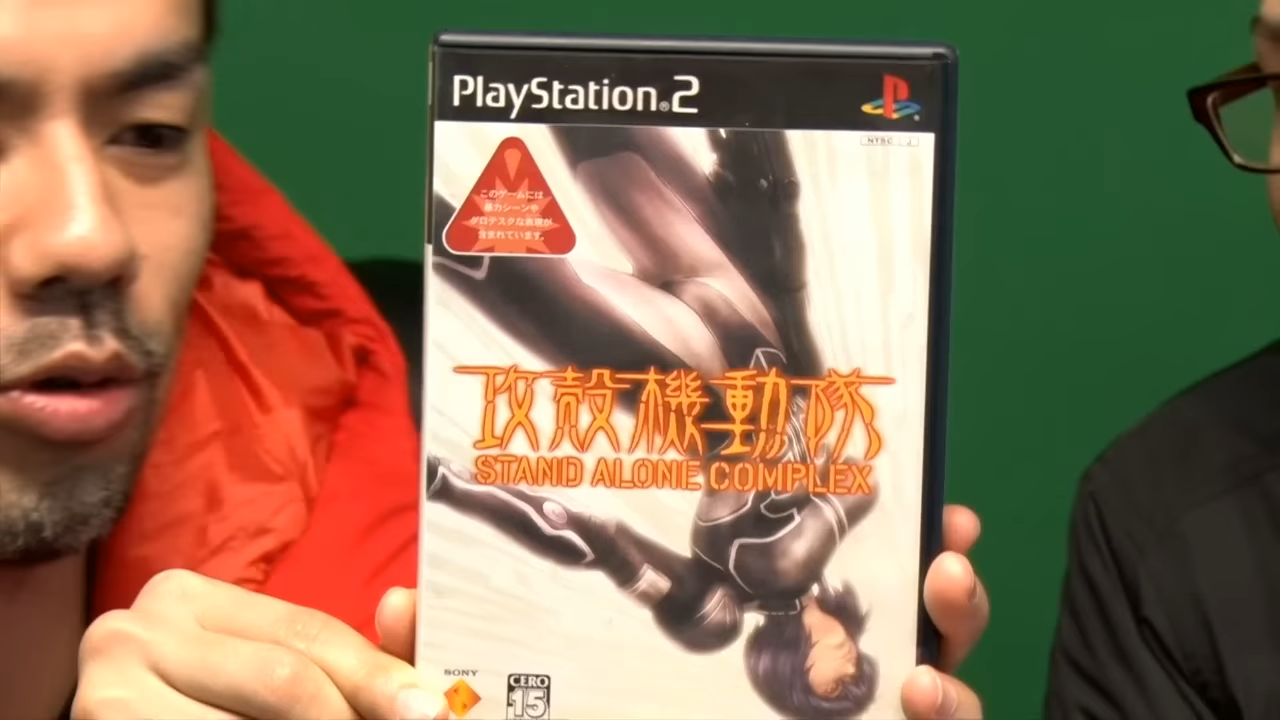 PlayStation®2
NTSC J
このゲームには
暴力シーンや
グロテスクな表現が
含まれています。
攻殻機動隊
STAND ALONE COMPLEX
SONY
CERO
15